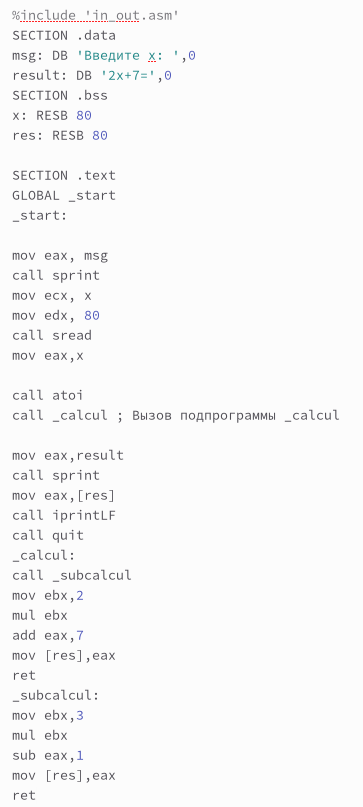 %include 'in_out.asm'
SECTION .data
msg: DB 'Введите x: ',0
result: DB '2x+7=',0
SECTION .bss
x: RESB 80
res: RESB 80
SECTION .text
GLOBAL _start
_start:
mov eax, msg
call sprint
mov ecx, x
mov edx, 80
call sread
mov eax,x
call atoi
call _calcul ; Вызов подпрограммы _calcul
mov eax,result
call sprint
mov eax,[res]
call iprintLF
call quit
_calcul:
call _subcalcul
mov ebx,2
mul ebx
add eax,7
mov [res],eax
ret
_subcalcul:
mov ebx,3
mul ebx
sub eax,1
mov [res],eax
ret